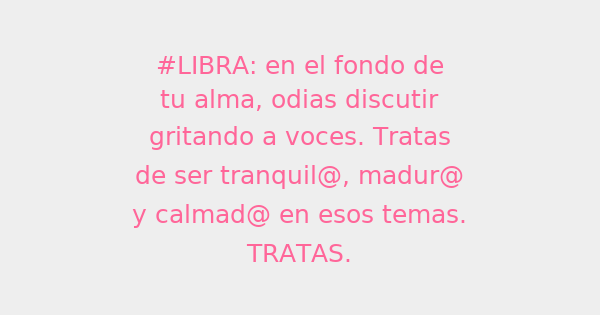 #LIBRA: en el fondo de
tu alma, odias discutir
gritando a voces. Tratas
de ser tranquil@, madur@
y calmad@ en esos temas.
TRATAS.